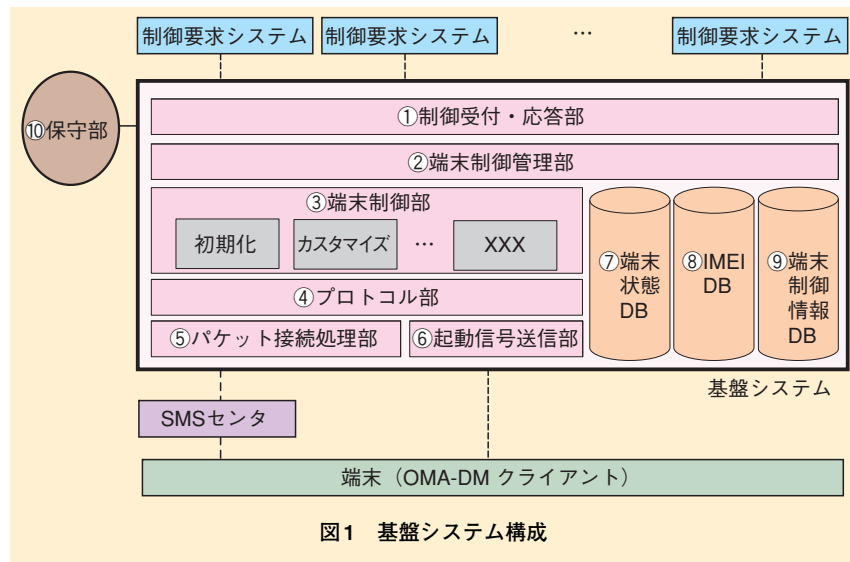 制御要求システム
制御要求システム
…
制御要求システム
⑩保守部
①制御受付・応答部
②端末制御管理部
③端末制御部
初期化
カスタマイズ
…
XXX
④プロトコル部
⑤パケット接続処理部
⑥起動信号送信部
⑦端末
状態
DB
⑧IMEI
DB
⑨端末
制御
情報
DB
基盤システム
SMSセンタ
端末（OMA-DM クライアント）
図1 基盤システム構成